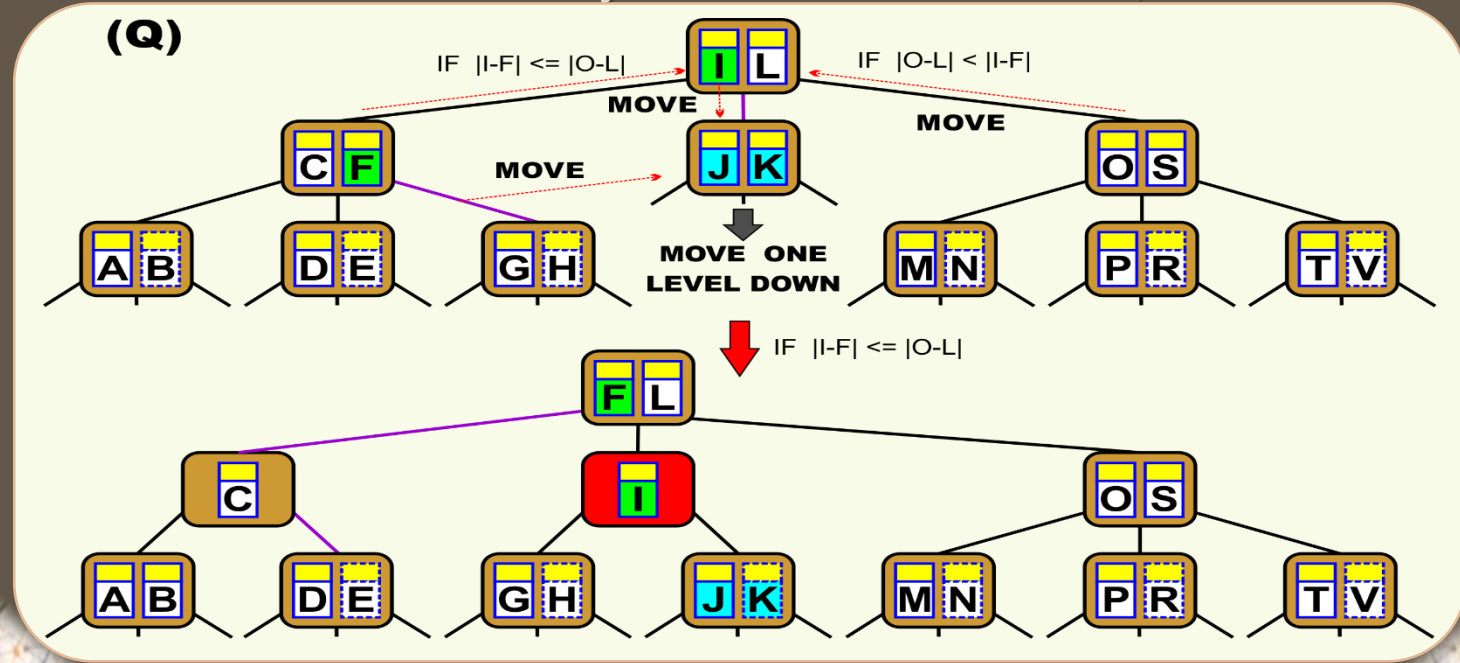 (Q)
I L
IF |I-F| <= |O-L|
IF |O-L| < |I-F|
MOVE
MOVE
C F
J K
O S
MOVE
A B
D E
G H
MOVE ONE
LEVEL DOWN
M N
P R
T V
IF |I-F| <= |O-L|
F L
C
I
O S
A B
D E
G H
J K
M N
P R
T V